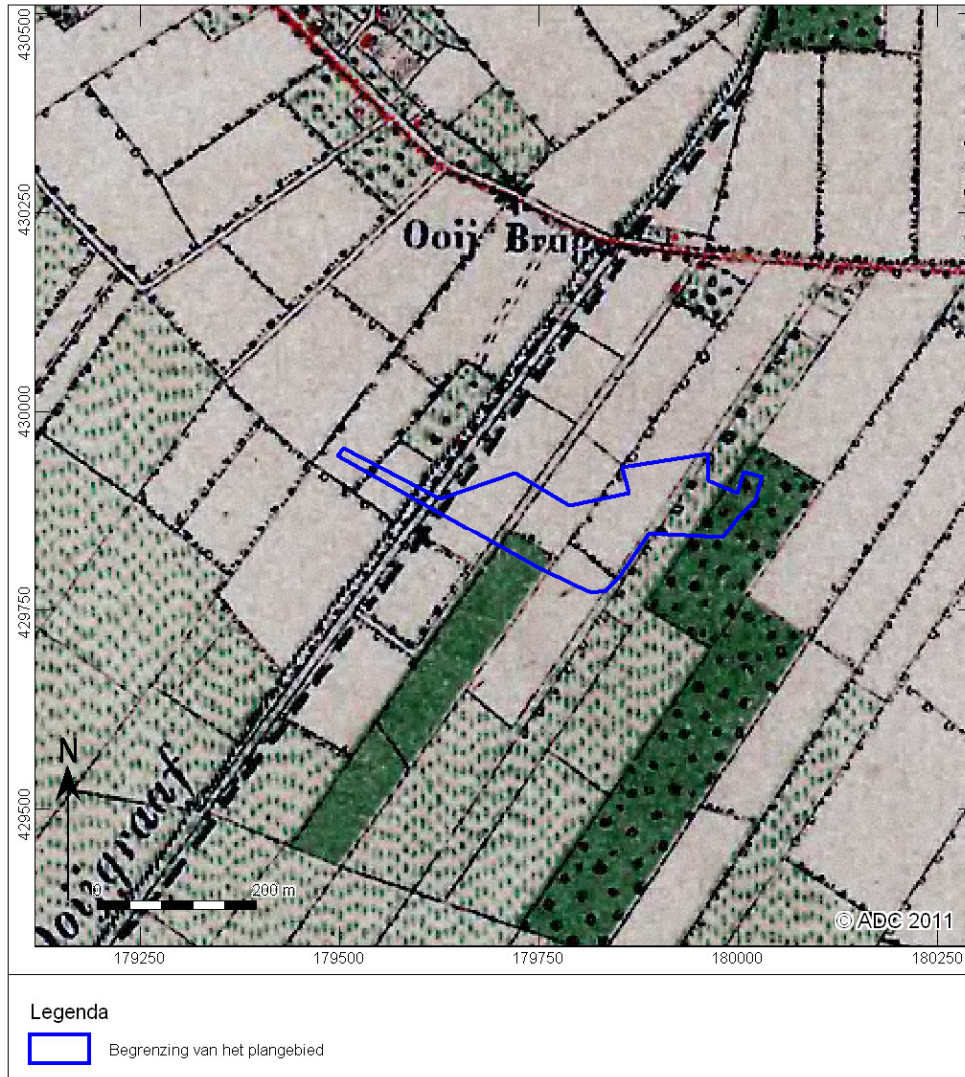 430500
430250
430000
429750
429500
Ooij Brug
N
0 200 m
© ADC 2011
179250 179500 179750 180000 180250
Legenda
Begrenzing van het plangebied